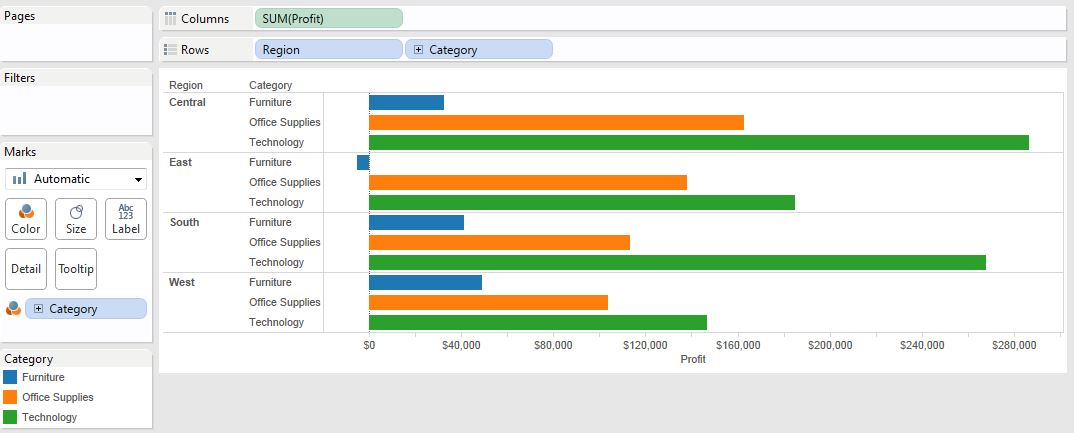 Pages
Columns SUM(Profit)
Rows Region Category
Filters
Marks
Automatic
Color Size Abc 123 Label
Detail Tooltip
Category
Category
Furniture
Office Supplies
Technology
Region Category
Central Furniture
Office Supplies
Technology
East Furniture
Office Supplies
Technology
South Furniture
Office Supplies
Technology
West Furniture
Office Supplies
Technology
$0 $40,000 $80,000 $120,000 $160,000 $200,000 $240,000 $280,000
Profit